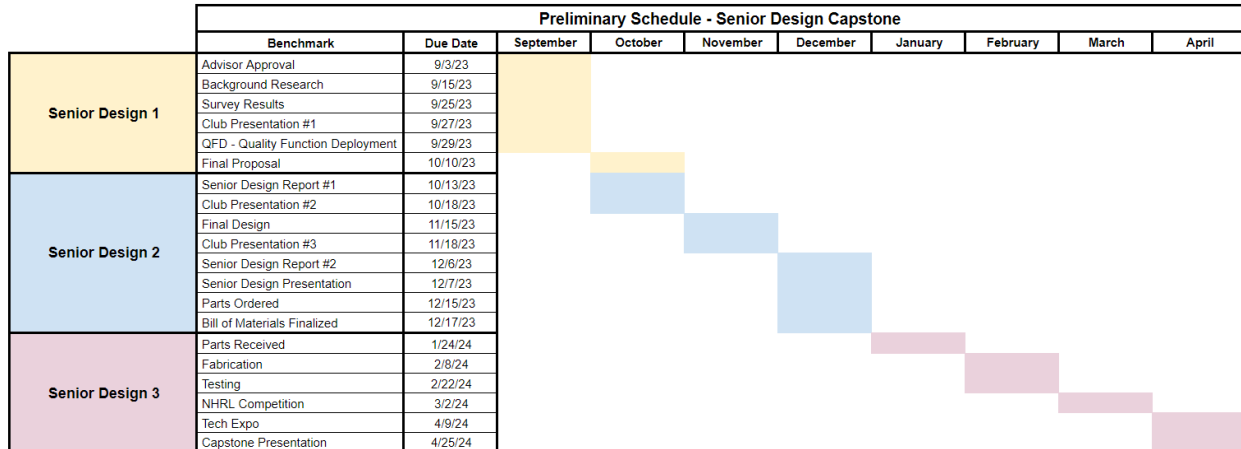 Preliminary Schedule - Senior Design Capstone
Benchmark Due Date September October November December January February March April
Senior Design 1
Advisor Approval 9/3/23
Background Research 9/15/23
Survey Results 9/25/23
Club Presentation #1 9/27/23
QFD - Quality Function Deployment 9/29/23
Final Proposal 10/10/23
Senior Design 2
Senior Design Report #1 10/13/23
Club Presentation #2 10/18/23
Final Design 11/15/23
Club Presentation #3 11/18/23
Senior Design Report #2 12/6/23
Senior Design Presentation 12/7/23
Parts Ordered 12/15/23
Bill of Materials Finalized 12/17/23
Senior Design 3
Parts Received 1/24/24
Fabrication 2/8/24
Testing 2/22/24
NHRL Competition 3/2/24
Tech Expo 4/9/24
Capstone Presentation 4/25/24